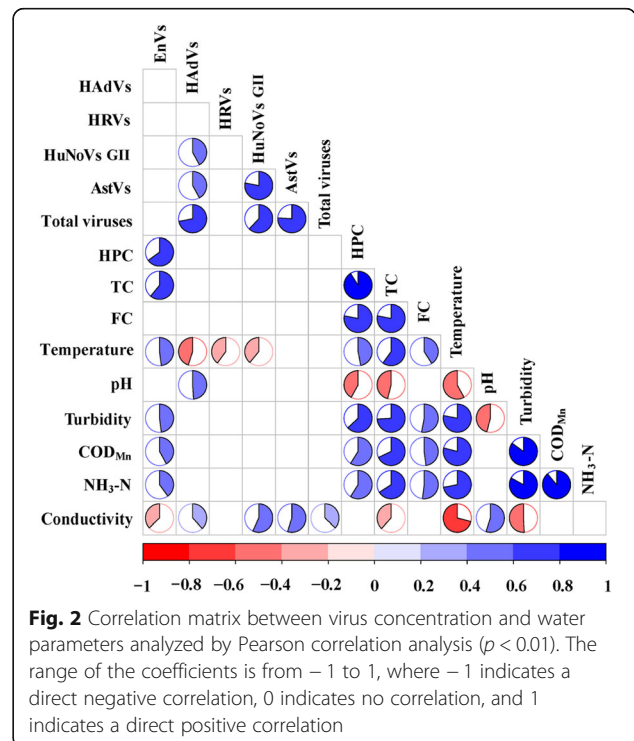 EnVs
HAdVs
HRVs
HuNoVs GII
AstVs
Total viruses
HPC
TC
FC
Temperature
pH
Turbidity
COD_Mn
NH₃-N
HAdVs
HRVs
HuNoVs GII
AstVs
Total viruses
HPC
TC
FC
Temperature
pH
Turbidity
COD_Mn
NH₃-N
Conductivity
−1 −0.8 −0.6 −0.4 −0.2 0 0.2 0.4 0.6 0.8 1
Fig. 2 Correlation matrix between virus concentration and water
parameters analyzed by Pearson correlation analysis (p < 0.01). The
range of the coefficients is from − 1 to 1, where − 1 indicates a
direct negative correlation, 0 indicates no correlation, and 1
indicates a direct positive correlation